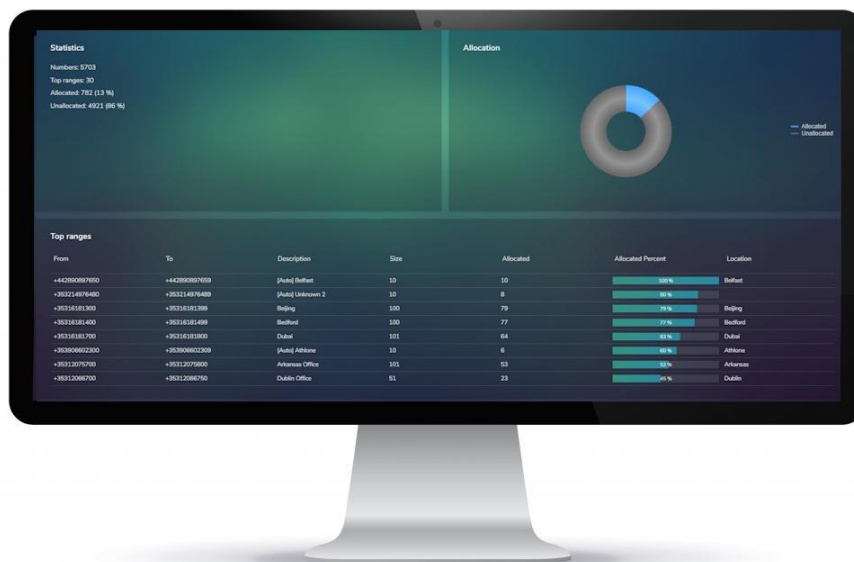 Statistics
Numbers: 5703
Top ranges: 30
Allocated: 782 (13 %)
Unallocated: 4921 (86 %)
Allocation
Allocated
Unallocated
Top ranges
From To Description Size Allocated Allocated Percent Location
+442890897650 +442890897659 [Auto] Belfast 10 10 100 % Belfast
+353214976480 +353214976489 [Auto] Unknown 2 10 8 80 %
+35316181300 +35316181399 Beijing 100 79 79 % Beijing
+35316181400 +35316181499 Bedford 100 77 77 % Bedford
+35316181700 +35316181800 Dubai 101 64 63 % Dubai
+353906602300 +353906602309 [Auto] Athlone 10 6 60 % Athlone
+35312075700 +35312075800 Arkansas Office 101 53 52 % Arkansas
+35312066700 +35312066750 Dublin Office 51 23 45 % Dublin